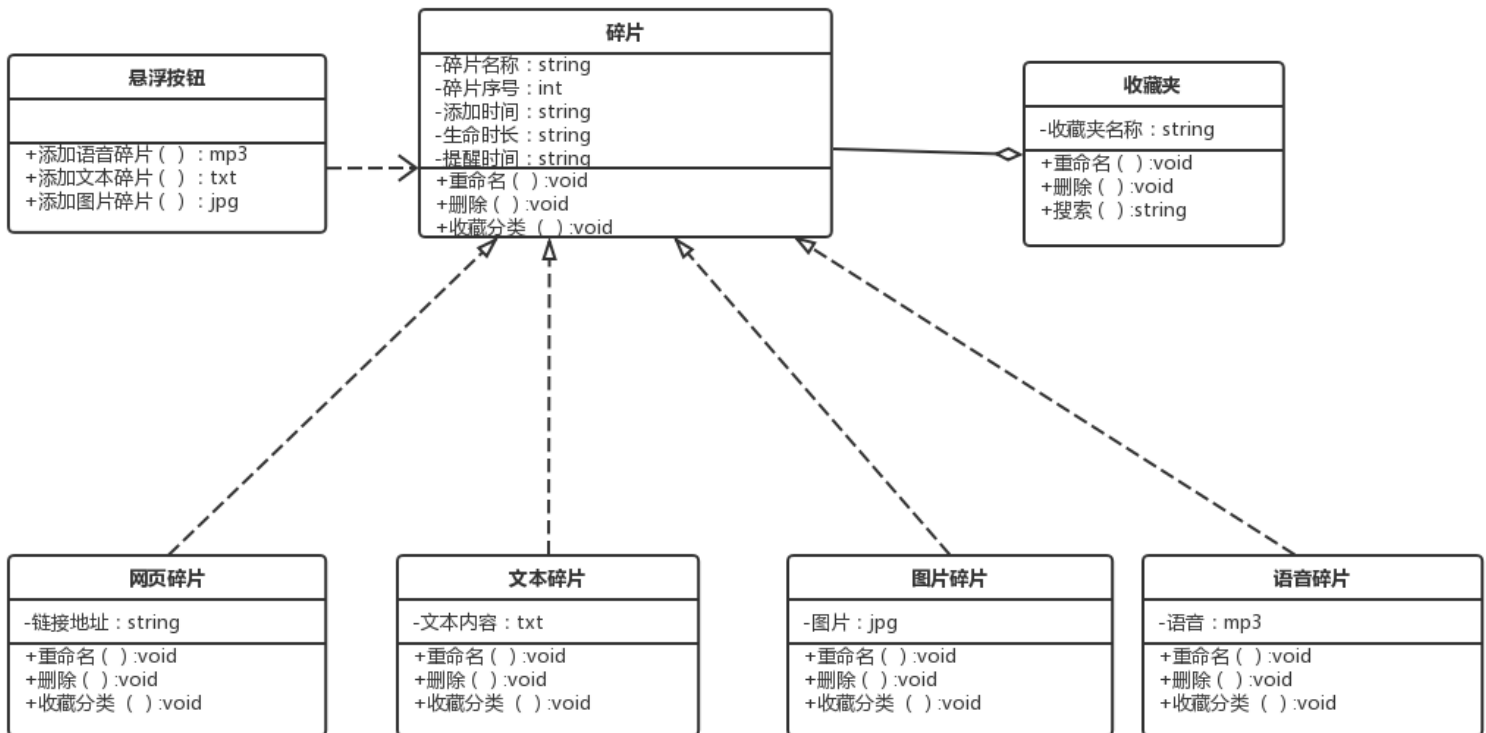 悬浮按钮
+添加语音碎片( ) : mp3
+添加文本碎片( ) : txt
+添加图片碎片( ) : jpg
碎片
-碎片名称 : string
-碎片序号 : int
-添加时间 : string
-生命时长 : string
-提醒时间 : string
+重命名( ):void
+删除( ):void
+收藏分类 ( ):void
收藏夹
-收藏夹名称 : string
+重命名( ):void
+删除( ):void
+搜索( ):string
网页碎片
-链接地址 : string
+重命名( ):void
+删除( ):void
+收藏分类 ( ):void
文本碎片
-文本内容 : txt
+重命名( ):void
+删除( ):void
+收藏分类 ( ):void
图片碎片
-图片 : jpg
+重命名( ):void
+删除( ):void
+收藏分类 ( ):void
语音碎片
-语音 : mp3
+重命名( ):void
+删除( ):void
+收藏分类 ( ):void